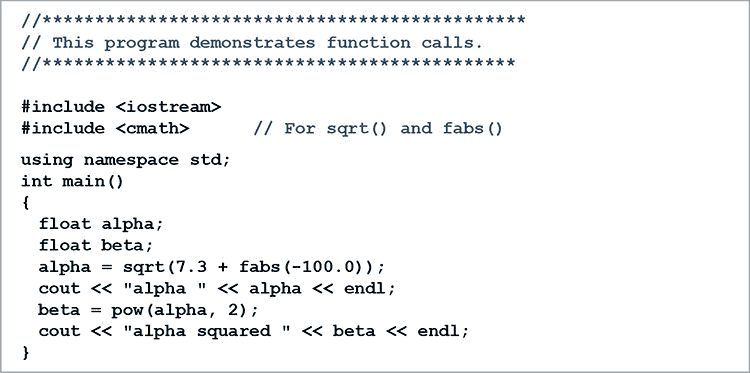 //**********************************************
// This program demonstrates function calls.
//*********************************************
#include <iostream>
#include <cmath>      // For sqrt() and fabs()
using namespace std;
int main()
{
  float alpha;
  float beta;
  alpha = sqrt(7.3 + fabs(-100.0));
  cout << "alpha " << alpha << endl;
  beta = pow(alpha, 2);
  cout << "alpha squared " << beta << endl;
}